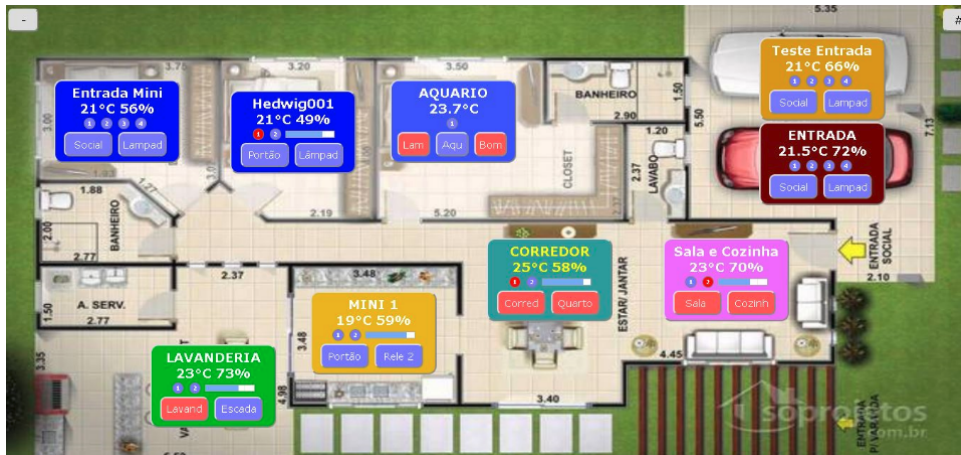 -
#
5.35
3.75
3.20
3.50
Entrada Mini
21°C 56%
1 2 3 4
Social Lampad
Hedwig001
21°C 49%
1 2
Portão Lâmpad
AQUARIO
23.7°C
1
Lam Aqu Bom
Teste Entrada
21°C 66%
1 2 3 4
Social Lampad
ENTRADA
21.5°C 72%
1 2 3 4
Social Lampad
BANHEIRO
2.90
1.50
5.50
7.13
3.00
1.20
2.37
LAVABO
CLOSET
1.88
1.27
2.19
5.20
BANHEIRO
2.00
2.77
2.37
3.48
A. SERV.
1.50
2.77
CORREDOR
25°C 58%
1 2
Corred Quarto
Sala e Cozinha
23°C 70%
1 2
Sala Cozinh
ENTRADA
SOCIAL
2.10
ESTAR/ JANTAR
MINI 1
19°C 59%
1 2
Portão Rele 2
3.48
LAVANDERIA
23°C 73%
1 2
Lavand Escada
3.35
4.98
4.45
3.40
soprojetos
com.br
ENTRADA
P/ VARANDA